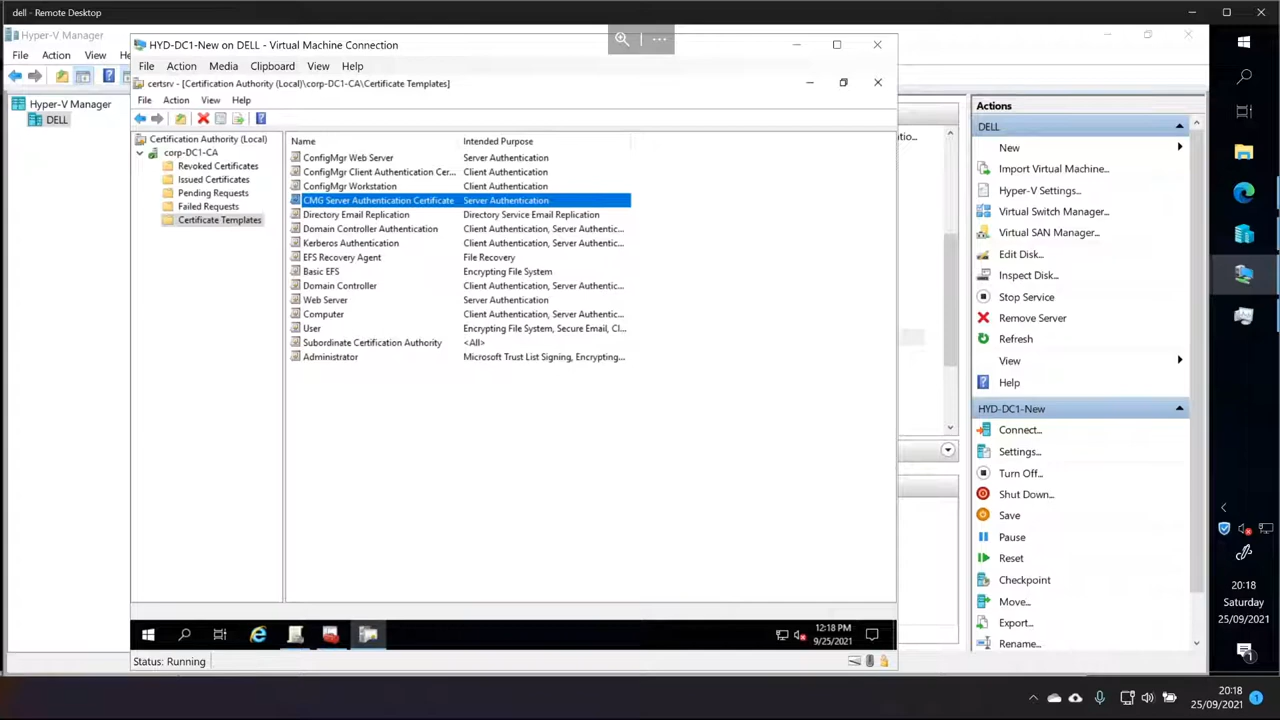 dell - Remote Desktop
Hyper-V Manager
File Action View
HYD-DC1-New on DELL - Virtual Machine Connection
File Action Media Clipboard View Help
certsrv - [Certification Authority (Local)\corp-DC1-CA\Certificate Templates]
File Action View Help
Hyper-V Manager
DELL
Certification Authority (Local)
corp-DC1-CA
Revoked Certificates
Issued Certificates
Pending Requests
Failed Requests
Certificate Templates
Name Intended Purpose
ConfigMgr Web Server Server Authentication
ConfigMgr Client Authentication Cer... Client Authentication
ConfigMgr Workstation Client Authentication
CMG Server Authentication Certificate Server Authentication
Directory Email Replication Directory Service Email Replication
Domain Controller Authentication Client Authentication, Server Authentic...
Kerberos Authentication Client Authentication, Server Authentic...
EFS Recovery Agent File Recovery
Basic EFS Encrypting File System
Domain Controller Client Authentication, Server Authentic...
Web Server Server Authentication
Computer Client Authentication, Server Authentic...
User Encrypting File System, Secure Email, Cl...
Subordinate Certification Authority <All>
Administrator Microsoft Trust List Signing, Encrypting...
12:18 PM
9/25/2021
Status: Running
Actions
DELL
New
Import Virtual Machine...
Hyper-V Settings...
Virtual Switch Manager...
Virtual SAN Manager...
Edit Disk...
Inspect Disk...
Stop Service
Remove Server
Refresh
View
Help
HYD-DC1-New
Connect...
Settings...
Turn Off...
Shut Down...
Save
Pause
Reset
Checkpoint
Move...
Export...
Rename...
20:18
Saturday
25/09/2021
1
20:18
25/09/2021
1